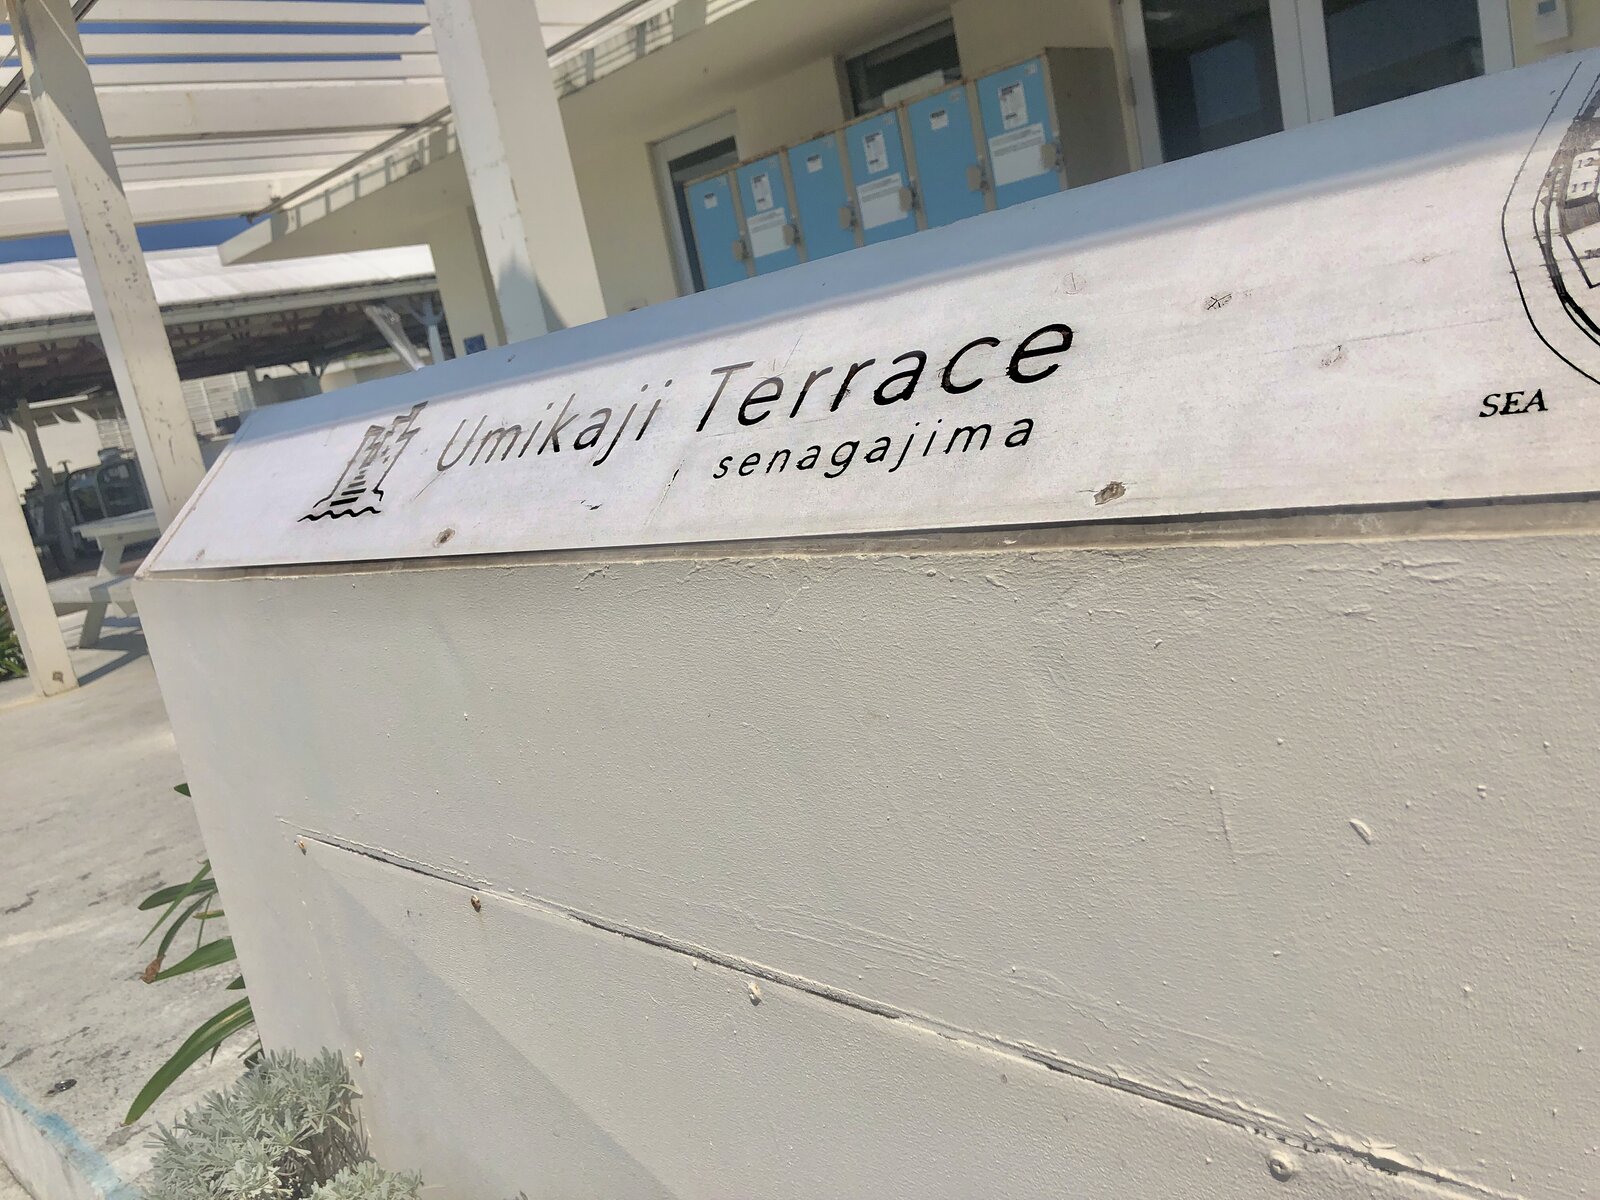 Umikaji Terrace
senagajima
SEA